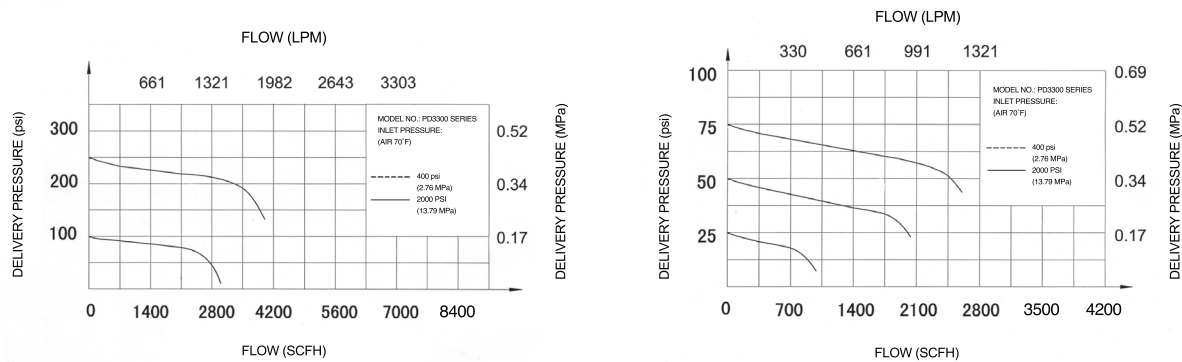 FLOW (LPM)
661 1321 1982 2643 3303
DELIVERY PRESSURE (psi)
300
200
100
MODEL NO.: PD3300 SERIES
INLET PRESSURE:
(AIR 70°F)
400 psi
(2.76 MPa)
2000 PSI
(13.79 MPa)
0.52
0.34
0.17
DELIVERY PRESSURE (MPa)
0 1400 2800 4200 5600 7000 8400
FLOW (SCFH)
FLOW (LPM)
330 661 991 1321
DELIVERY PRESSURE (psi)
100
75
50
25
MODEL NO.: PD3300 SERIES
INLET PRESSURE:
(AIR 70°F)
400 psi
(2.76 MPa)
2000 PSI
(13.79 MPa)
0.69
0.52
0.34
0.17
DELIVERY PRESSURE (MPa)
0 700 1400 2100 2800 3500 4200
FLOW (SCFH)